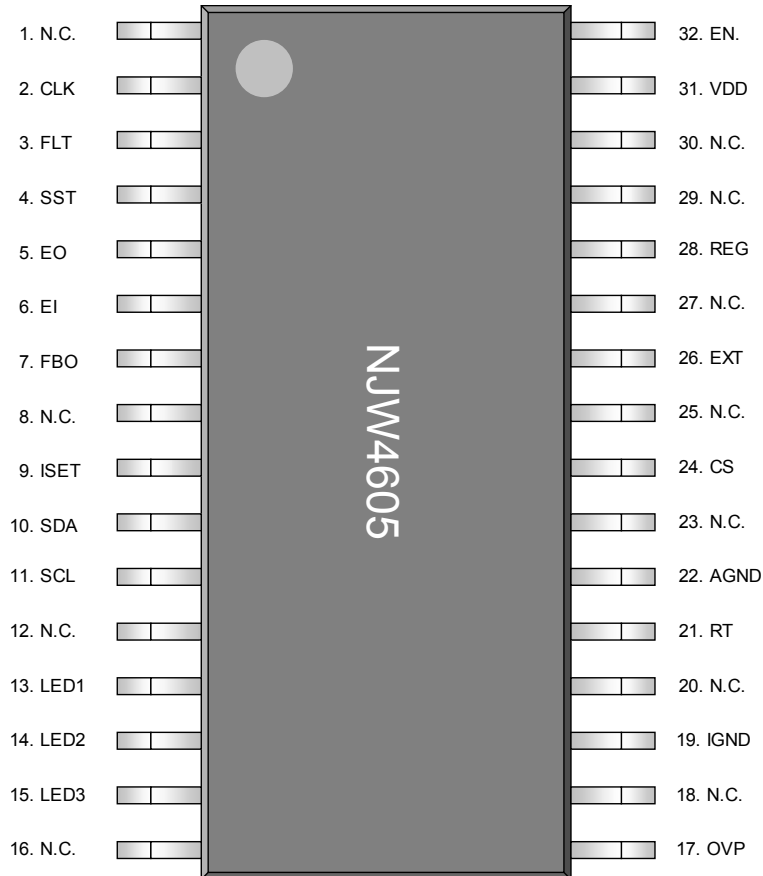 1. N.C.
2. CLK
3. FLT
4. SST
5. EO
6. EI
7. FBO
8. N.C.
9. ISET
10. SDA
11. SCL
12. N.C.
13. LED1
14. LED2
15. LED3
16. N.C.
NJW4605
32. EN.
31. VDD
30. N.C.
29. N.C.
28. REG
27. N.C.
26. EXT
25. N.C.
24. CS
23. N.C.
22. AGND
21. RT
20. N.C.
19. IGND
18. N.C.
17. OVP